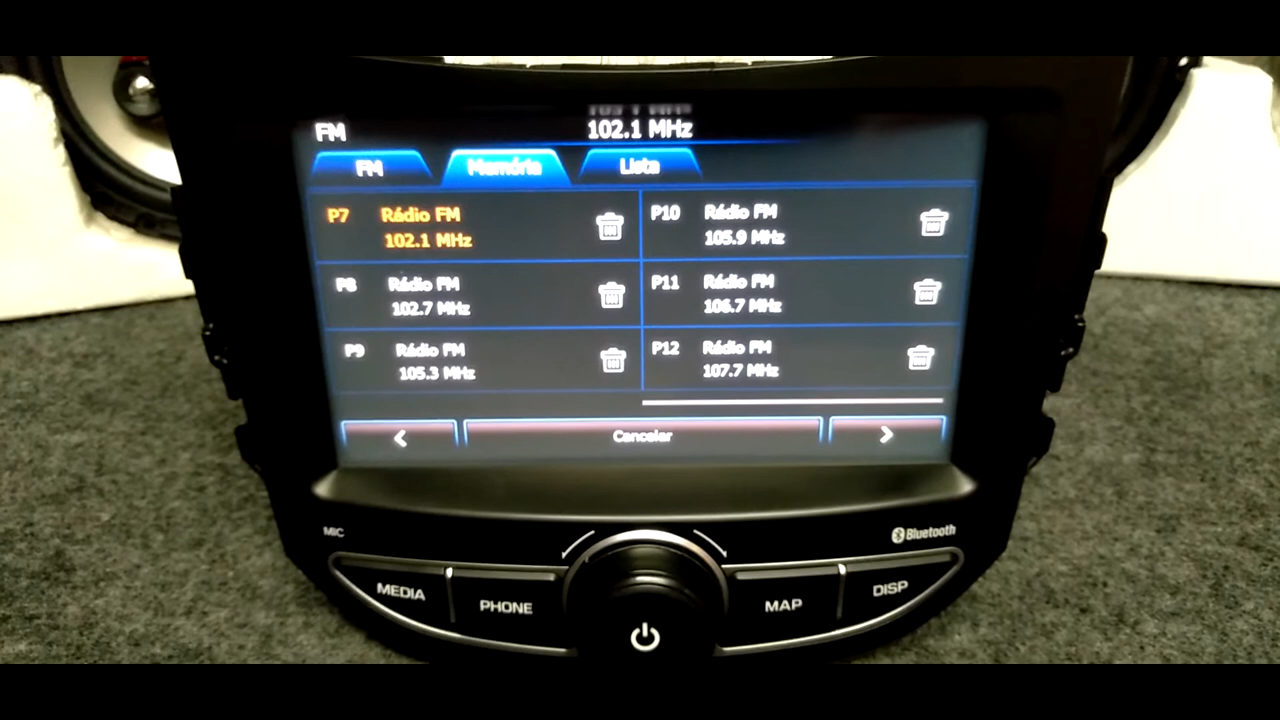 FM
102.1 MHz
FM
Memória
Lista
P7 Rádio FM
102.1 MHz
P8 Rádio FM
102.7 MHz
P9 Rádio FM
105.3 MHz
P10 Rádio FM
105.9 MHz
P11 Rádio FM
106.7 MHz
P12 Rádio FM
107.7 MHz
Cancelar
MIC
Bluetooth
MEDIA
PHONE
MAP
DISP